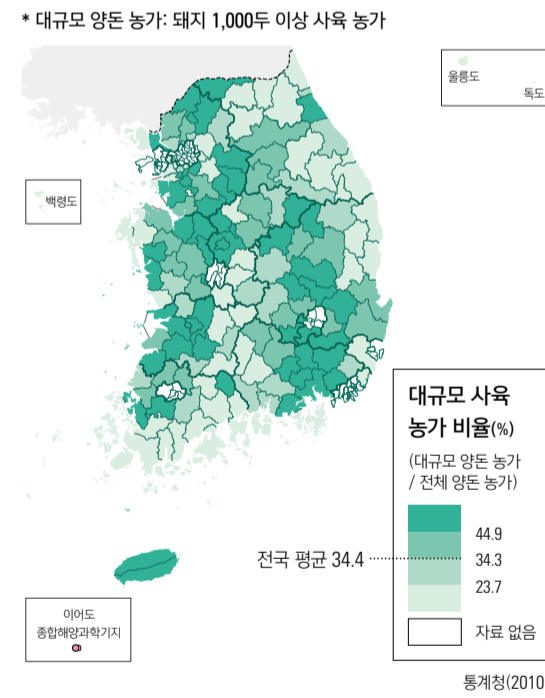 * 대규모 양돈 농가: 돼지 1,000두 이상 사육 농가
울릉도
독도
백령도
대규모 사육
농가 비율(%)
(대규모 양돈 농가
/ 전체 양돈 농가)
44.9
전국 평균 34.4
34.3
23.7
자료 없음
이어도
종합해양과학기지
통계청(2010